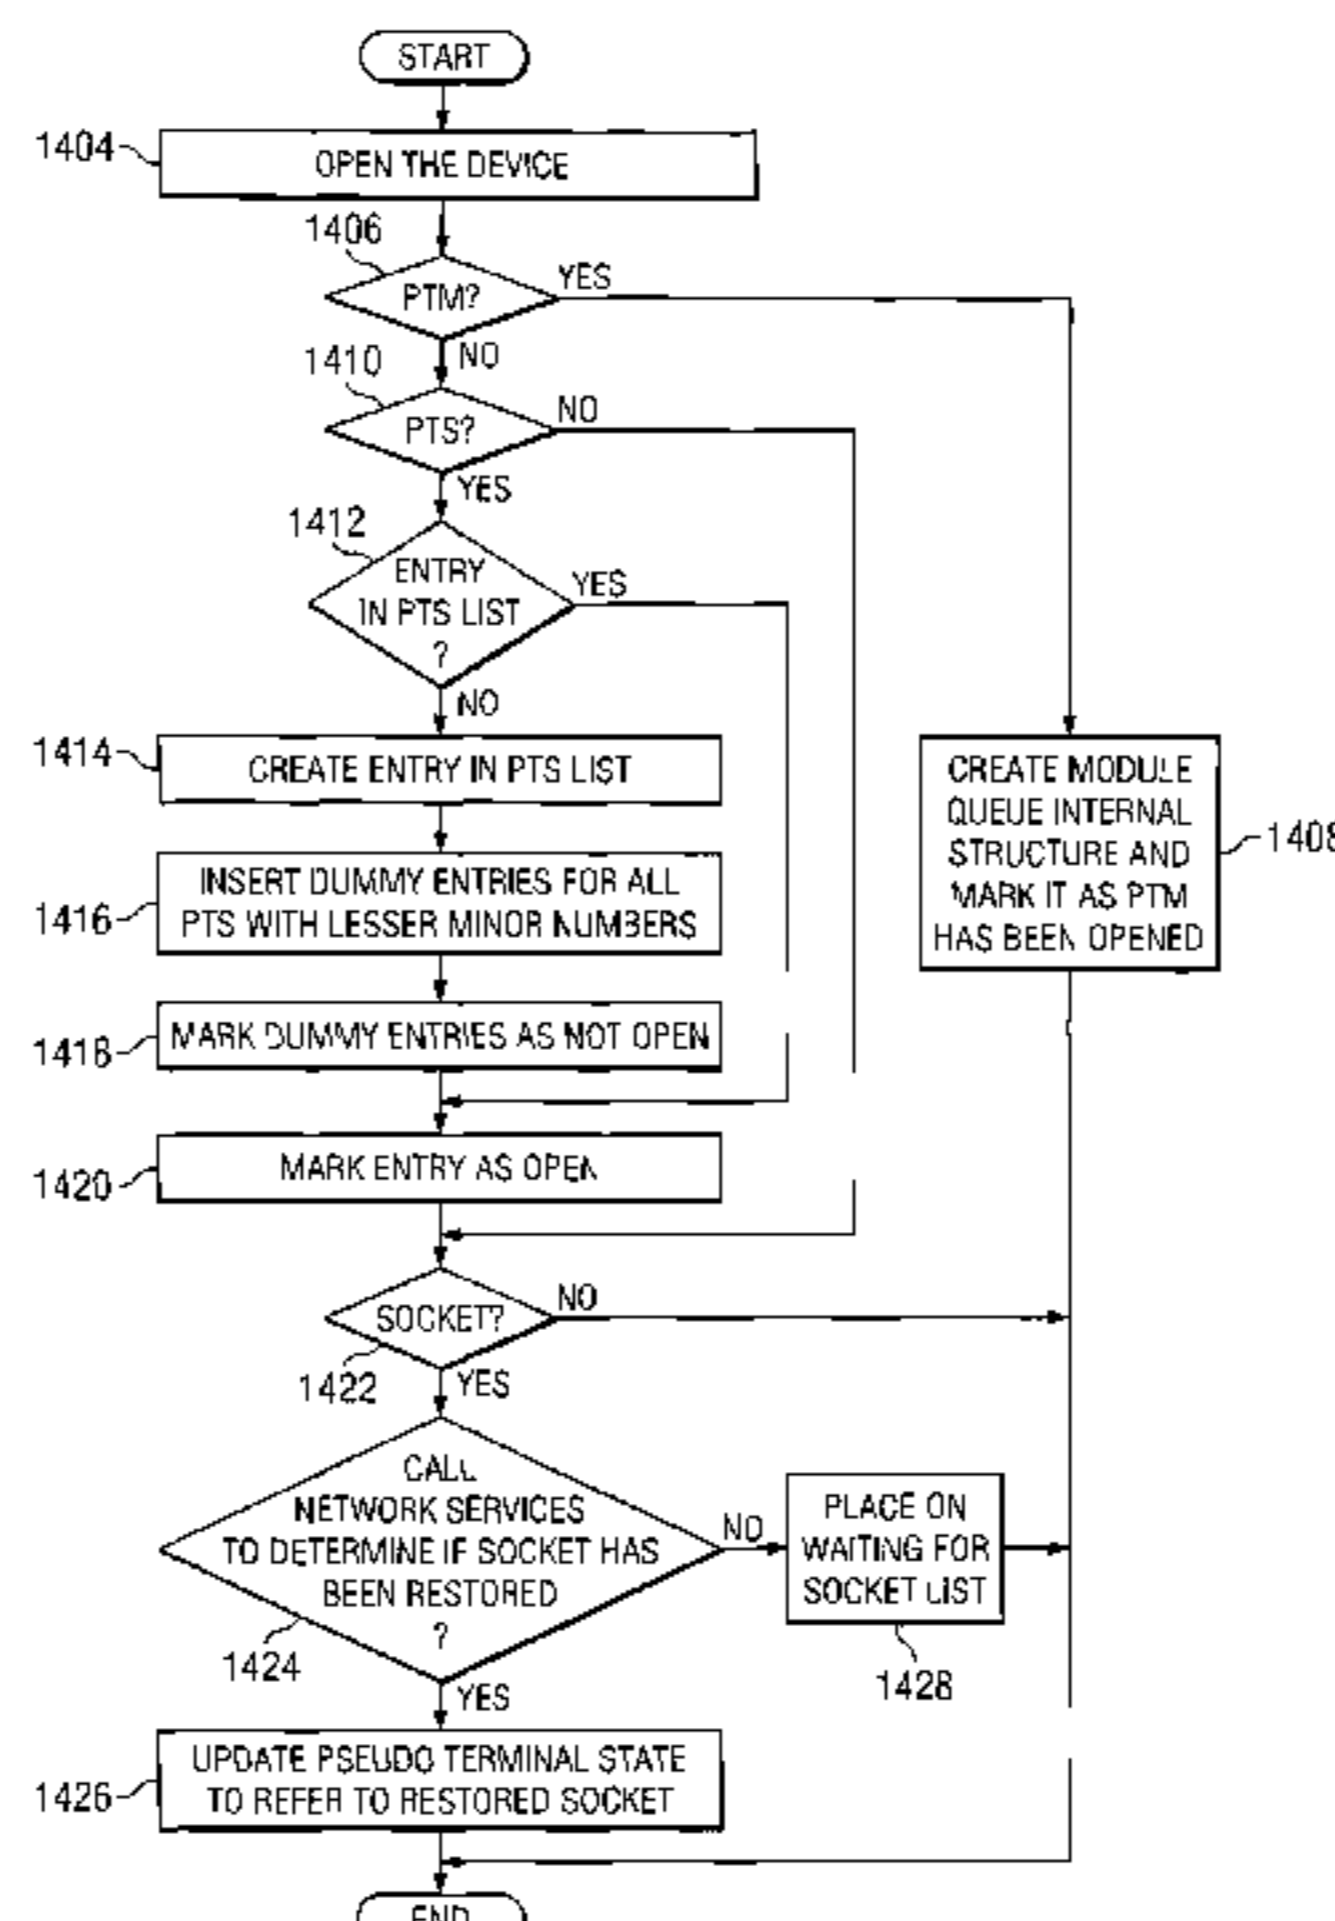 START
1404
OPEN THE DEVICE
1406
PTM?
YES
NO
1410
PTS?
NO
YES
1412
ENTRY
IN PTS LIST
?
YES
NO
1414
CREATE ENTRY IN PTS LIST
CREATE MODULE
QUEUE INTERNAL
STRUCTURE AND
MARK IT AS PTM
HAS BEEN OPENED
1408
1416
INSERT DUMMY ENTRIES FOR ALL
PTS WITH LESSER MINOR NUMBERS
1418
MARK DUMMY ENTRIES AS NOT OPEN
1420
MARK ENTRY AS OPEN
SOCKET?
NO
1422
YES
CALL
NETWORK SERVICES
TO DETERMINE IF SOCKET HAS
BEEN RESTORED
?
1424
NO
PLACE ON
WAITING FOR
SOCKET LIST
1428
YES
1426
UPDATE PSEUDO TERMINAL STATE
TO REFER TO RESTORED SOCKET
END